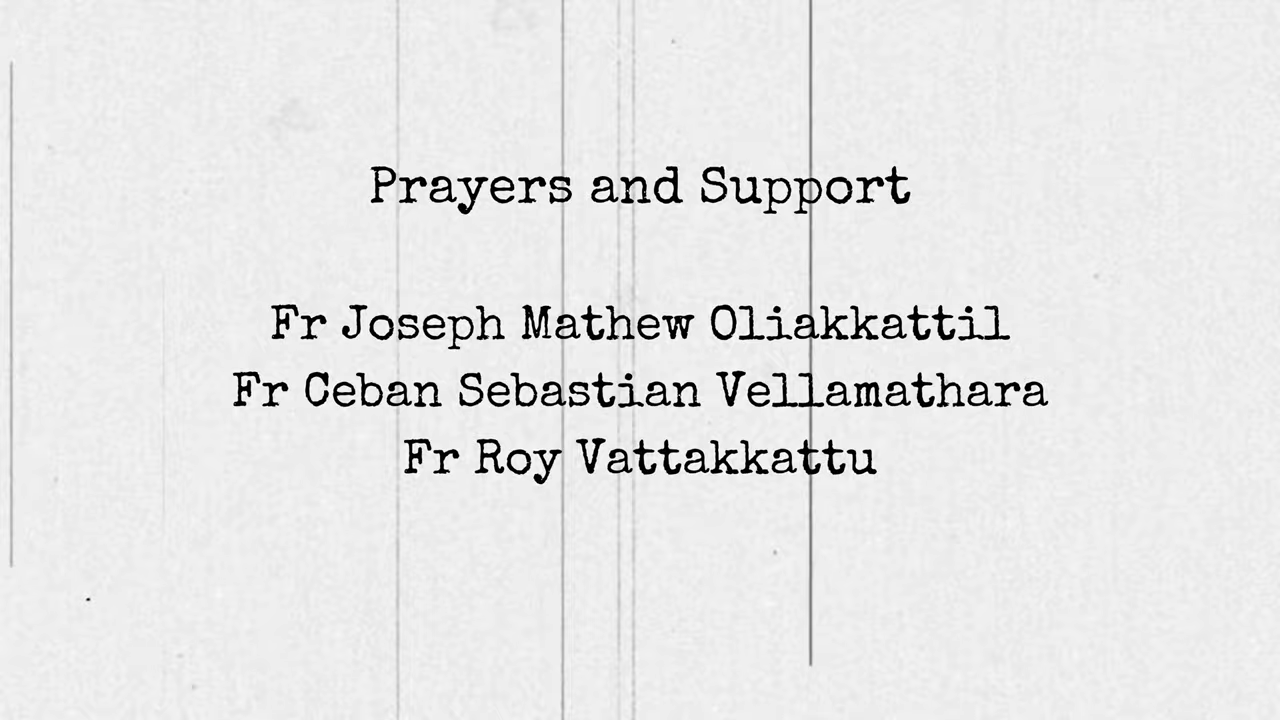 Prayers and Support
Fr Joseph Mathew Oliakkattil
Fr Ceban Sebastian Vellamathara
Fr Roy Vattakkattu